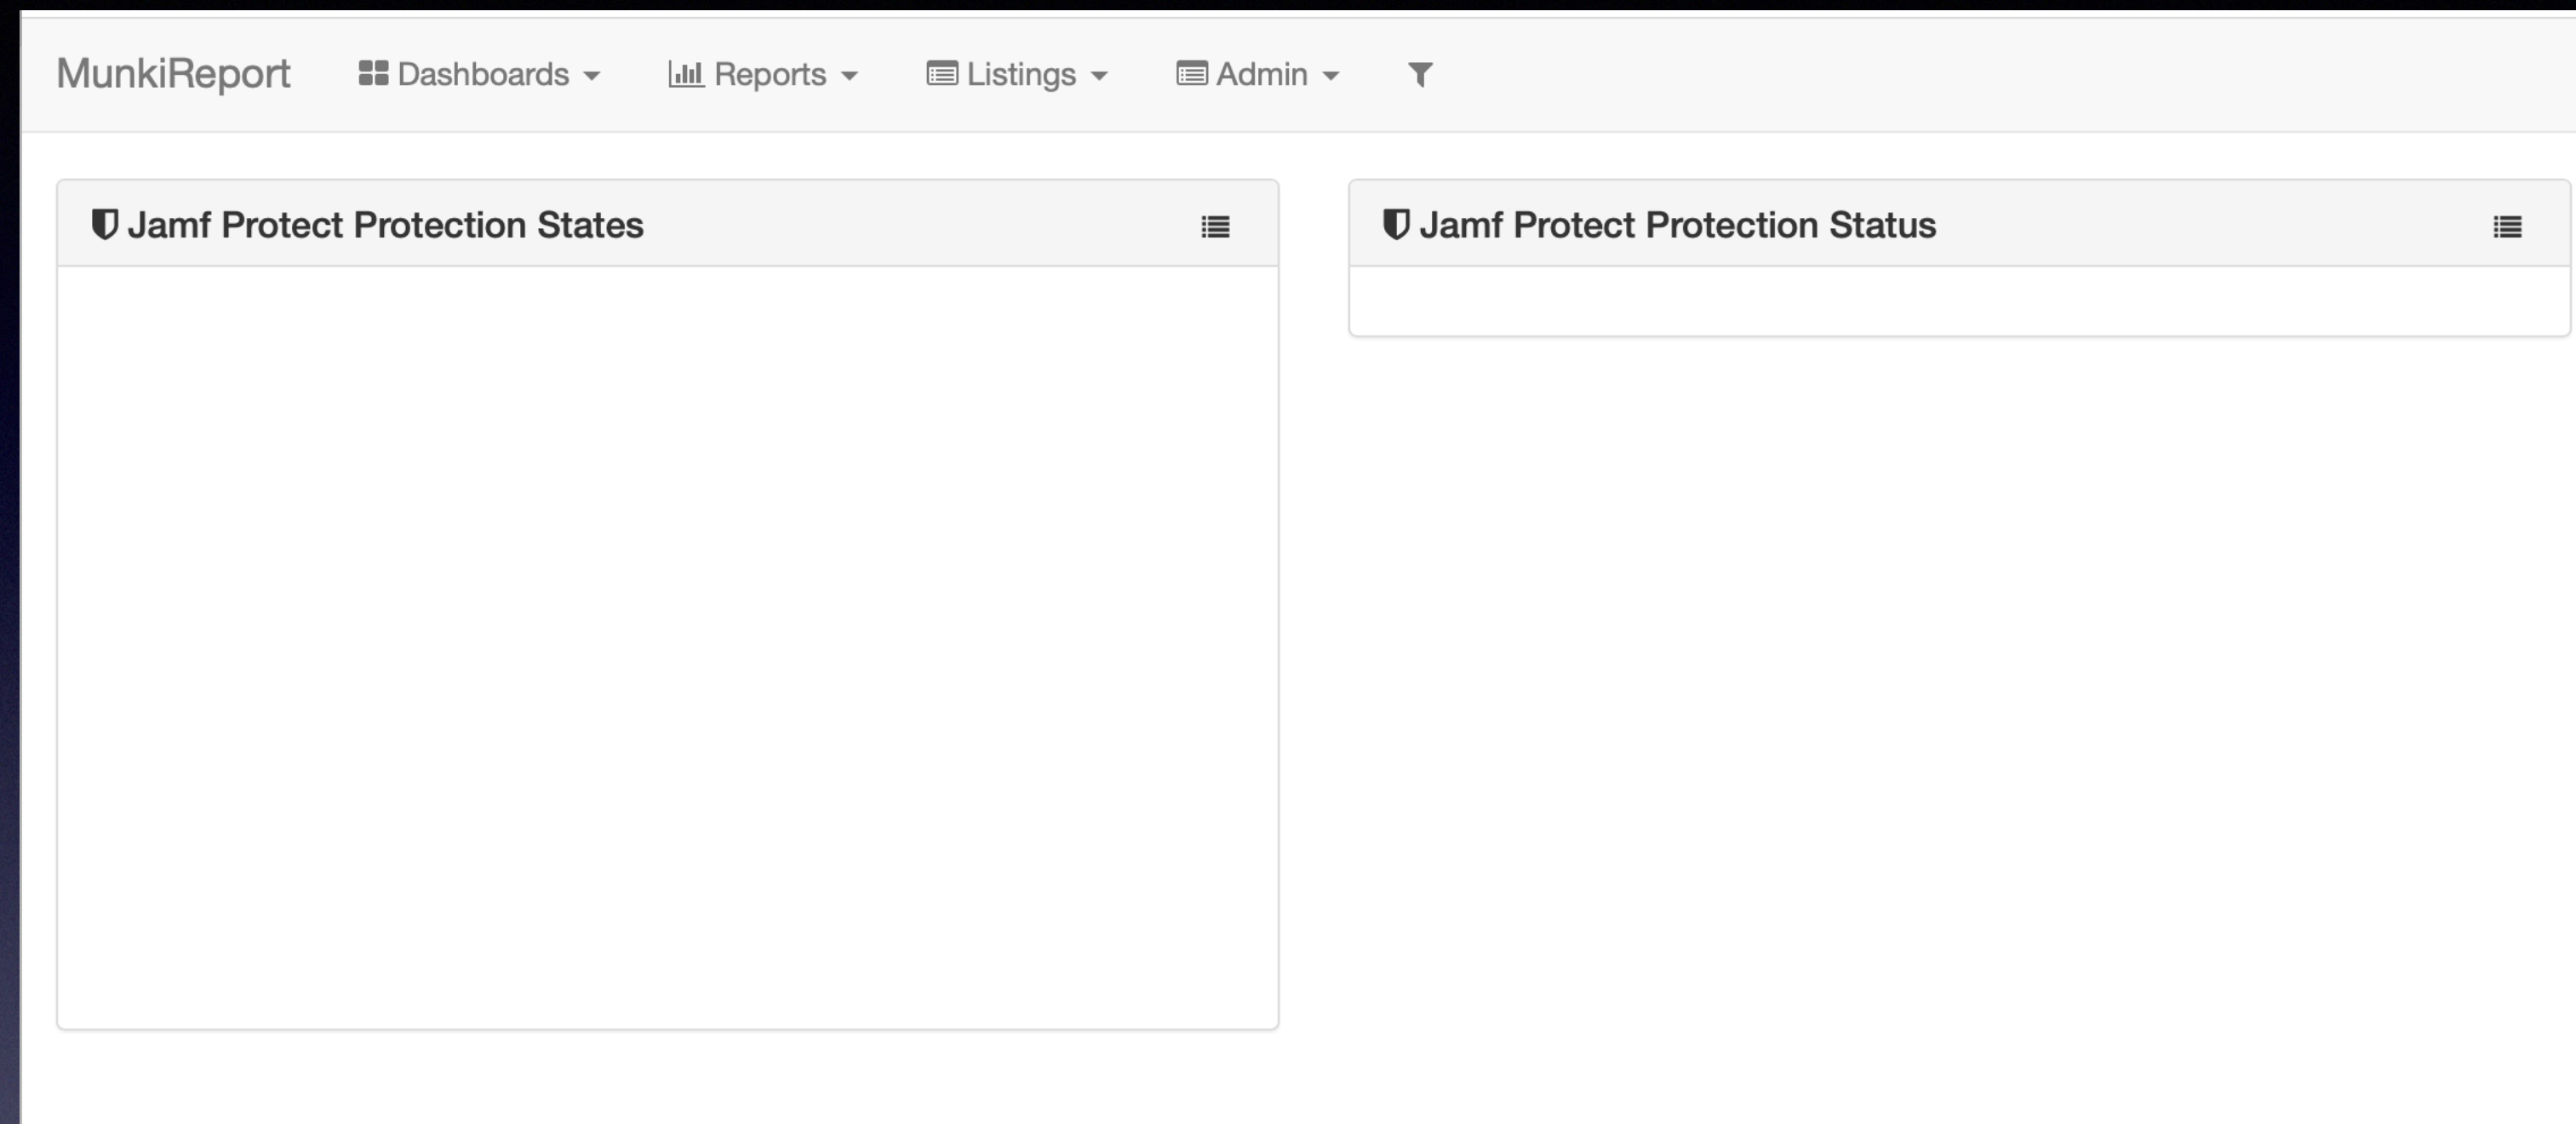 MunkiReport Dashboards Reports Listings Admin
Jamf Protect Protection States
Jamf Protect Protection Status